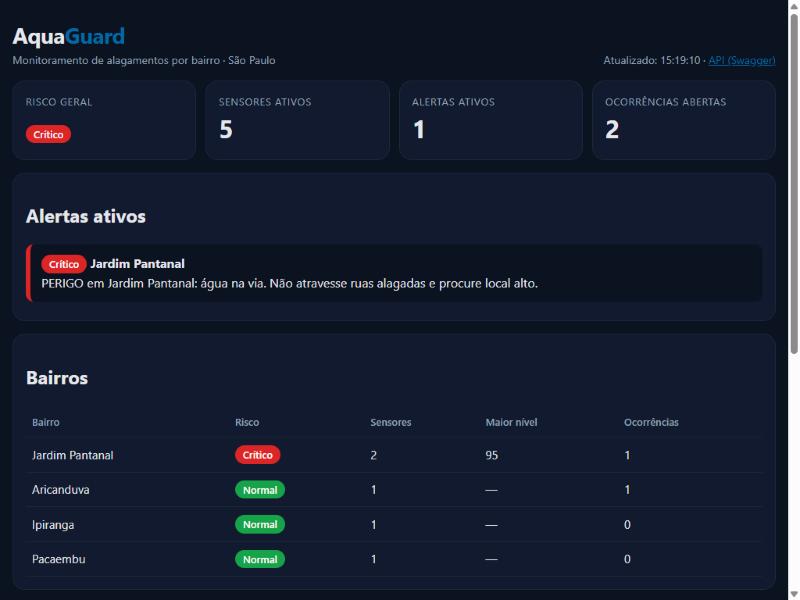 AquaGuard
Monitoramento de alagamentos por bairro · São Paulo
Atualizado: 15:19:10 · API (Swagger)
RISCO GERAL
Crítico
SENSORES ATIVOS
5
ALERTAS ATIVOS
1
OCORRÊNCIAS ABERTAS
2
Alertas ativos
Crítico Jardim Pantanal
PERIGO em Jardim Pantanal: água na via. Não atravesse ruas alagadas e procure local alto.
Bairros
Bairro Risco Sensores Maior nível Ocorrências
Jardim Pantanal Crítico 2 95 1
Aricanduva Normal 1 — 1
Ipiranga Normal 1 — 0
Pacaembu Normal 1 — 0